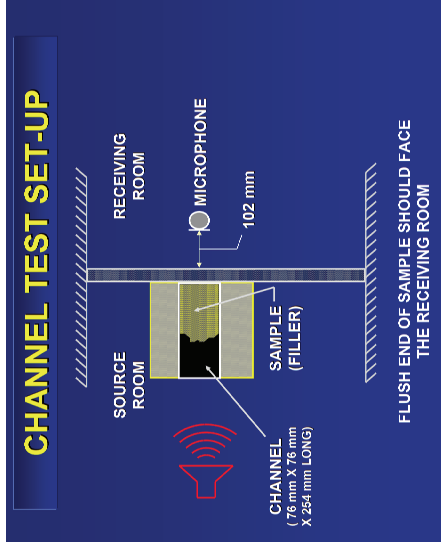 CHANNEL TEST SET-UP
SOURCE
ROOM
RECEIVING
ROOM
MICROPHONE
102 mm
SAMPLE
(FILLER)
CHANNEL
( 76 mm X 76 mm
X 254 mm LONG)
FLUSH END OF SAMPLE SHOULD FACE
THE RECEIVING ROOM